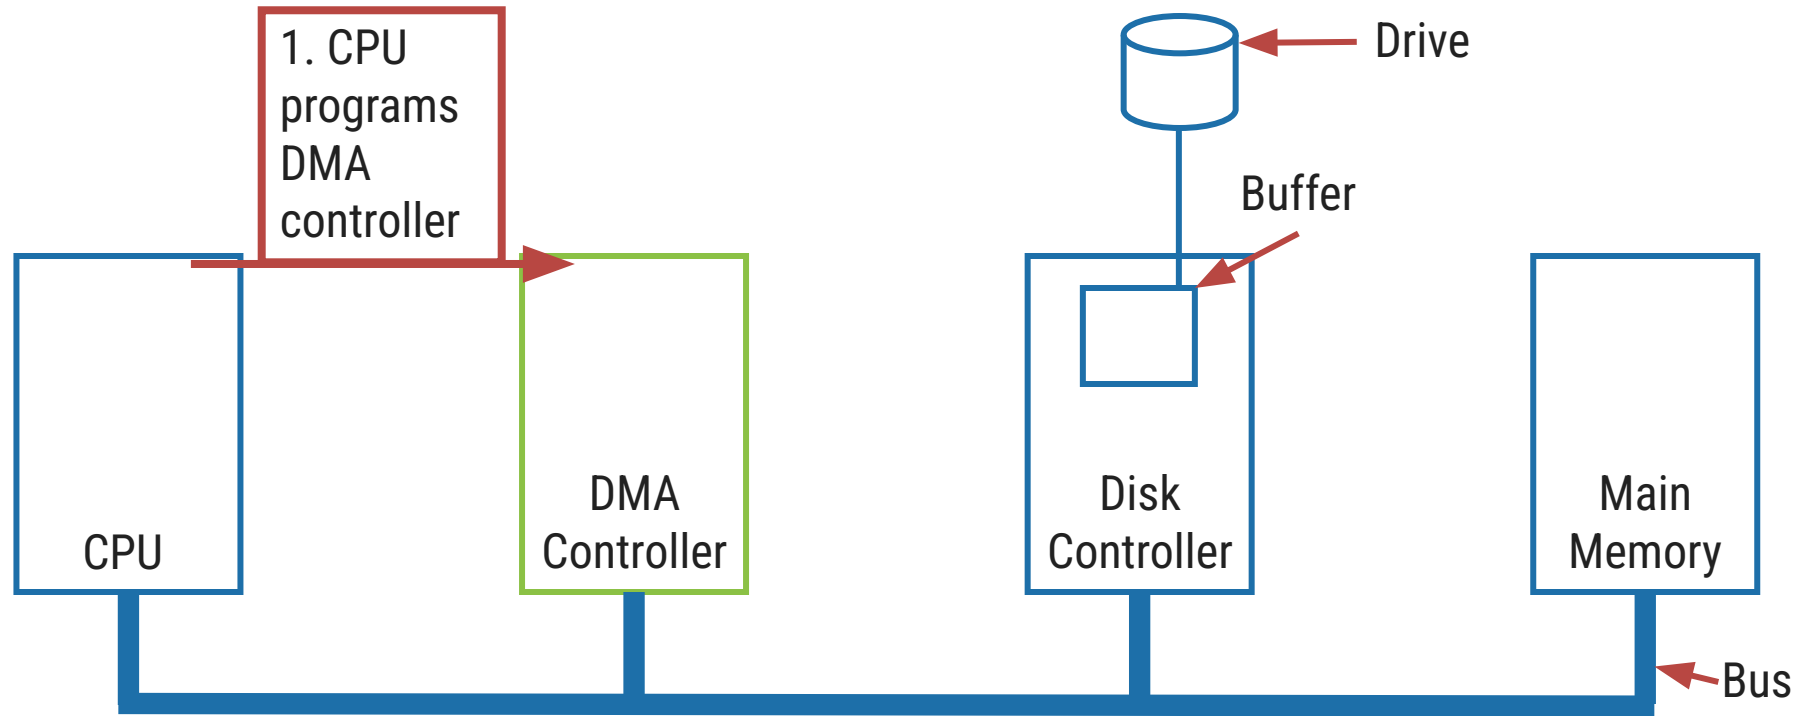 1. CPU
programs
DMA
controller
Drive
Buffer
CPU
DMA
Controller
Disk
Controller
Main
Memory
Bus